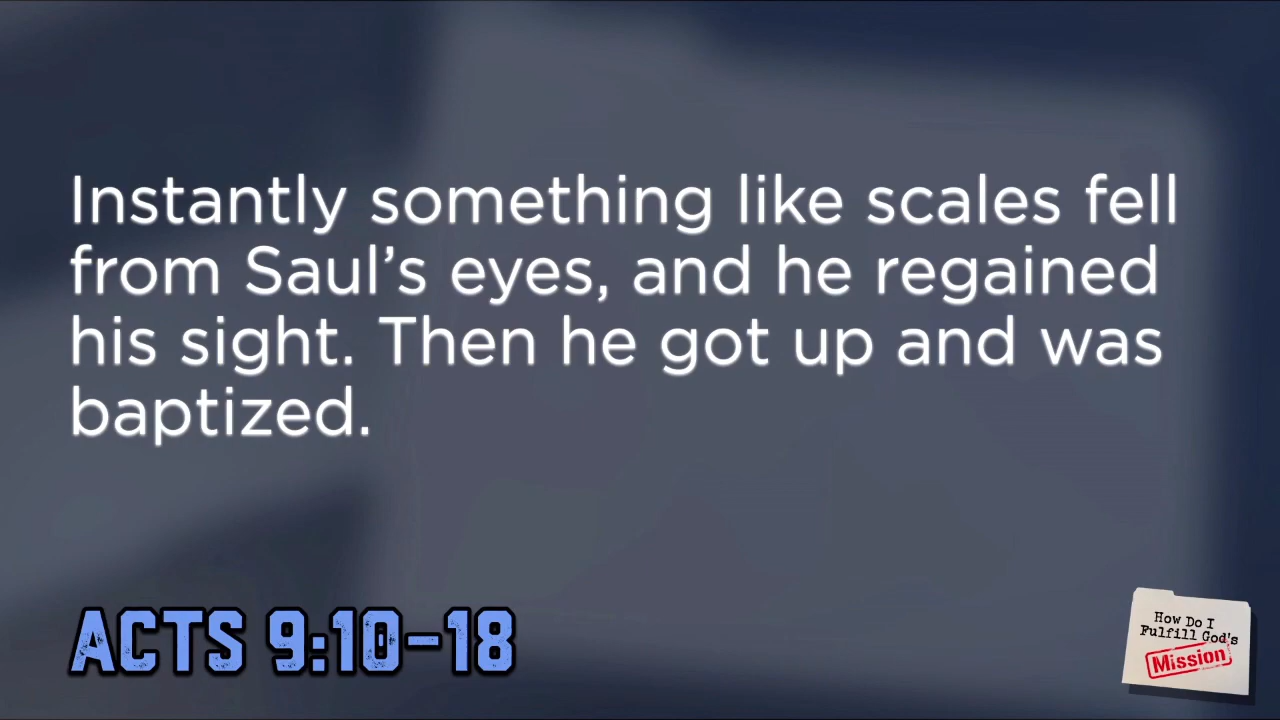 Instantly something like scales fell
from Saul’s eyes, and he regained
his sight. Then he got up and was
baptized.
ACTS 9:10-18
How Do I
Fulfill God's
Mission